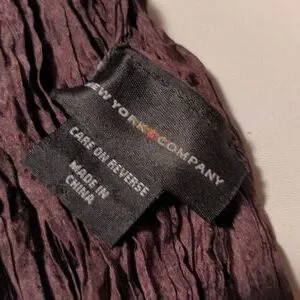 NEW YORK & COMPANY
CARE ON REVERSE
MADE IN
CHINA